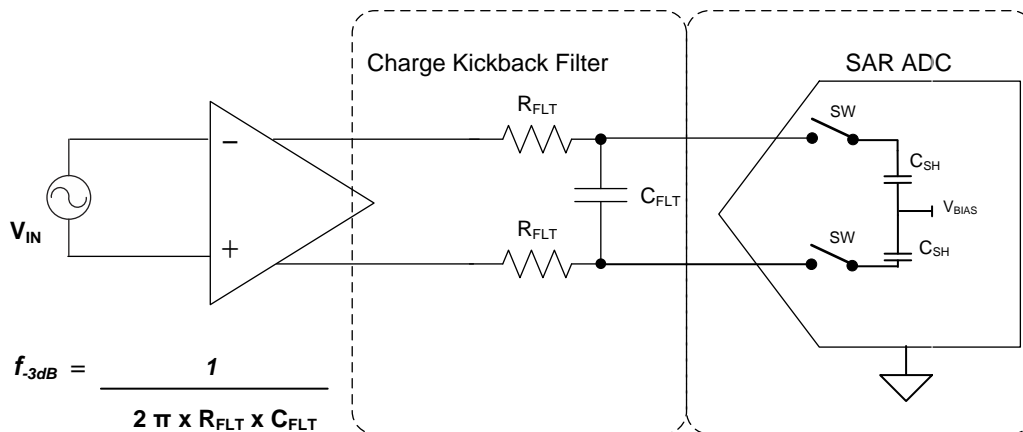 Charge Kickback Filter
SAR ADC
R_FLT
SW
C_SH
−
C_FLT
V_BIAS
V_IN
R_FLT
SW
C_SH
+
f_-3dB = 1
2 π x R_FLT x C_FLT